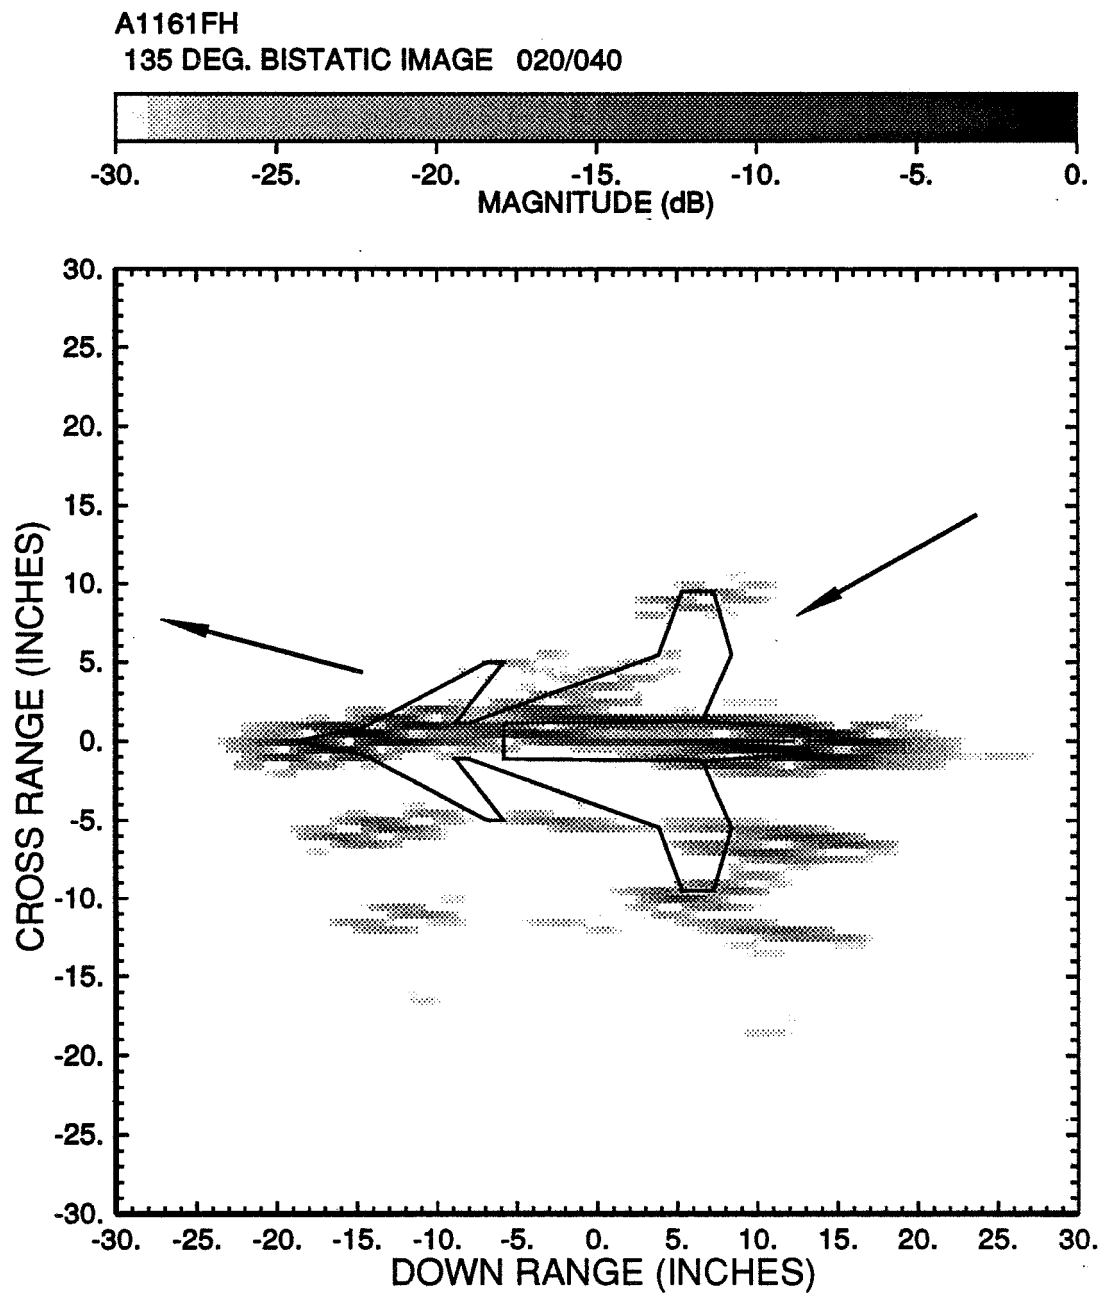 A1161FH
135 DEG. BISTATIC IMAGE 020/040
-30. -25. -20. -15. -10. -5. 0.
MAGNITUDE (dB)
30.
25.
20.
15.
10.
5.
0.
-5.
-10.
-15.
-20.
-25.
-30.
CROSS RANGE (INCHES)
-30. -25. -20. -15. -10. -5. 0. 5. 10. 15. 20. 25. 30.
DOWN RANGE (INCHES)